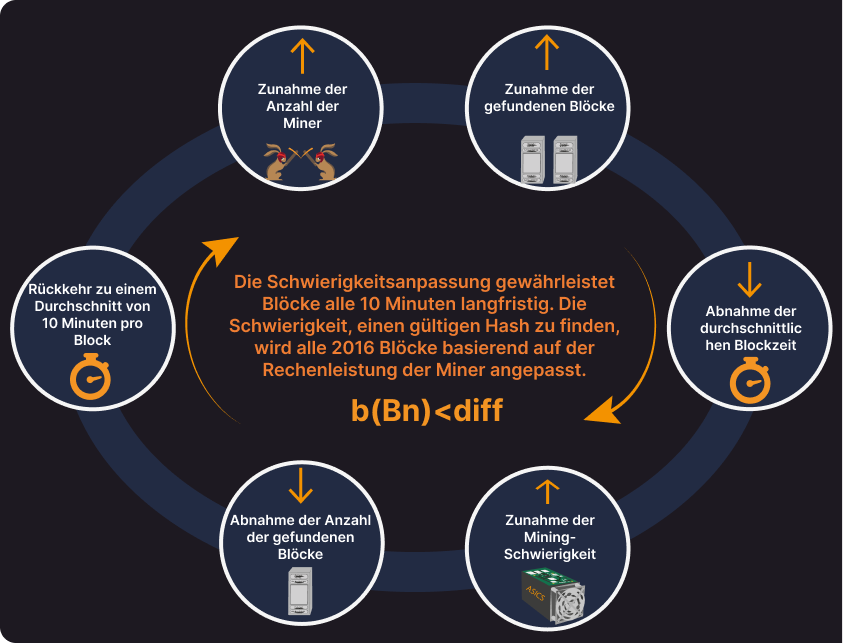 Zunahme der
Anzahl der
Miner
Zunahme der
gefundenen Blöcke
Rückkehr zu einem
Durchschnitt von
10 Minuten pro
Block
Die Schwierigkeitsanpassung gewährleistet
Blöcke alle 10 Minuten langfristig. Die
Schwierigkeit, einen gültigen Hash zu finden,
wird alle 2016 Blöcke basierend auf der
Rechenleistung der Miner angepasst.
b(Bn)<diff
Abnahme der
durchschnittlic
hen Blockzeit
Abnahme der Anzahl
der gefundenen
Blöcke
Zunahme der
Mining-
Schwierigkeit
ASICS